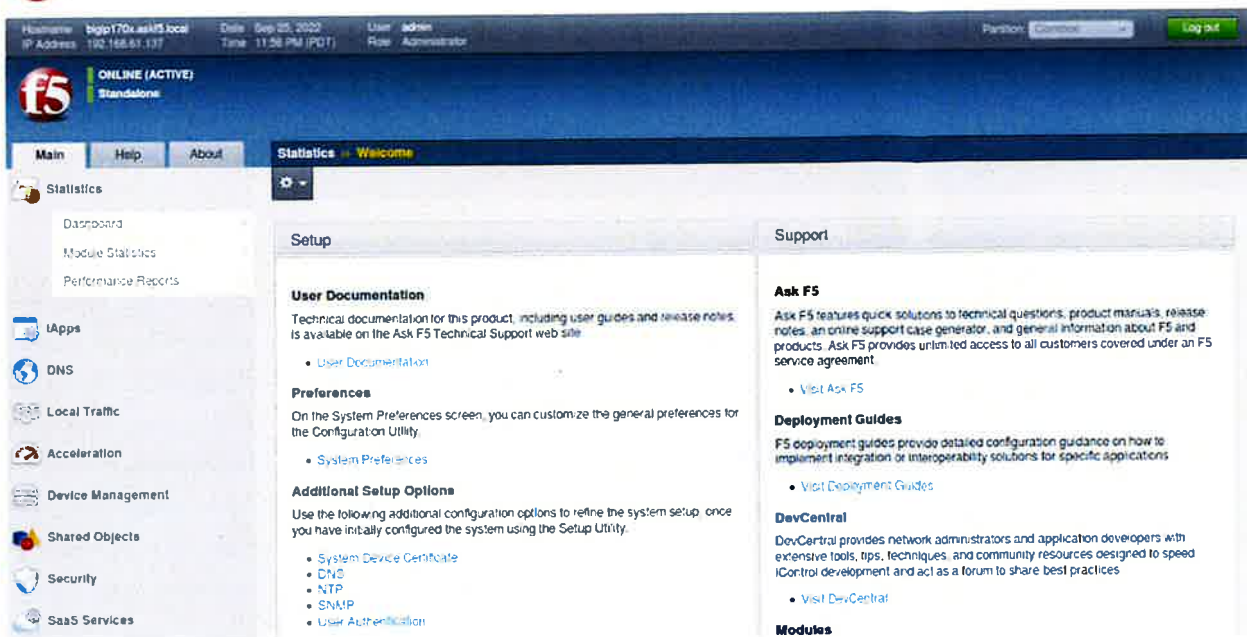 Hostname bigip170x.askf5.local Date Sep 25, 2022 User admin
IP Address 192.168.61.137 Time 11:56 PM (PDT) Role Administrator
Partition: Common
Log out
f5
ONLINE (ACTIVE)
Standalone
Main Help About
Statistics » Welcome
Statistics
Dashboard
Module Statistics
Performance Reports
iApps
DNS
Local Traffic
Acceleration
Device Management
Shared Objects
Security
SaaS Services
Setup
User Documentation
Technical documentation for this product, including user guides and release notes,
is available on the Ask F5 Technical Support web site.
• User Documentation
Preferences
On the System Preferences screen, you can customize the general preferences for
the Configuration Utility.
• System Preferences
Additional Setup Options
Use the following additional configuration options to refine the system setup, once
you have initially configured the system using the Setup Utility.
• System Device Certificate
• DNS
• NTP
• SNMP
• User Authentication
Support
Ask F5
Ask F5 features quick solutions to technical questions, product manuals, release
notes, an online support case generator, and general information about F5 and
products. Ask F5 provides unlimited access to all customers covered under an F5
service agreement.
• Visit Ask F5
Deployment Guides
F5 deployment guides provide detailed configuration guidance on how to
implement integration or interoperability solutions for specific applications
• Visit Deployment Guides
DevCentral
DevCentral provides network administrators and application developers with
extensive tools, tips, techniques, and community resources designed to speed
iControl development and act as a forum to share best practices
• Visit DevCentral
Modules